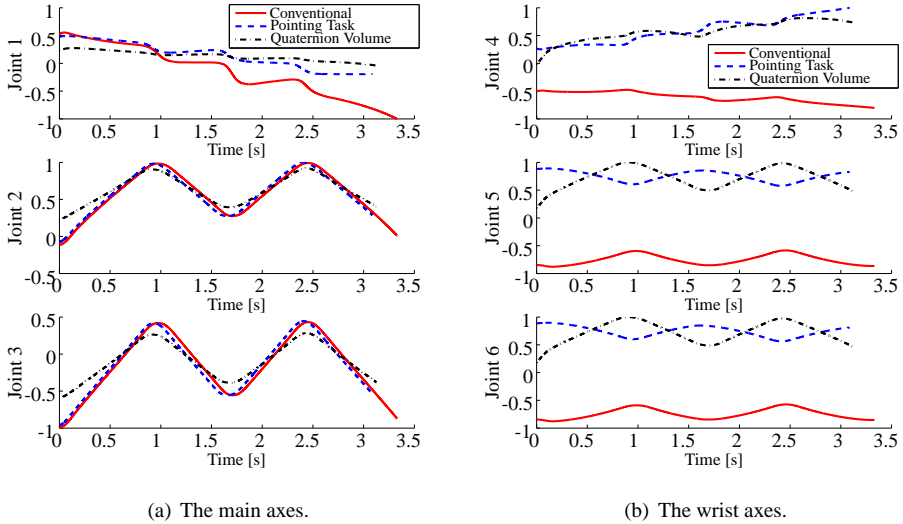 1
0.5
0
−0.5
−1
Joint 1
Conventional
Pointing Task
Quaternion Volume
0 0.5 1 1.5 2 2.5 3 3.5
Time [s]
1
0.5
0
-0.5
Joint 2
0 0.5 1 1.5 2 2.5 3 3.5
Time [s]
0.5
0
-0.5
-1
Joint 3
0 0.5 1 1.5 2 2.5 3 3.5
Time [s]
(a) The main axes.
1
0.5
0
-0.5
-1
Joint 4
Conventional
Pointing Task
Quaternion Volume
0 0.5 1 1.5 2 2.5 3 3.5
Time [s]
1
0.5
0
-0.5
-1
Joint 5
0 0.5 1 1.5 2 2.5 3 3.5
Time [s]
1
0.5
0
-0.5
-1
Joint 6
0 0.5 1 1.5 2 2.5 3 3.5
Time [s]
(b) The wrist axes.